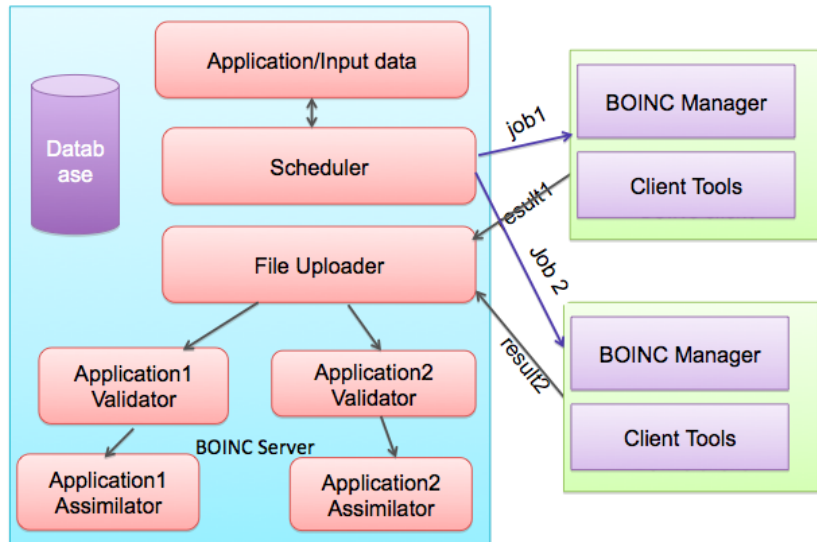 Application/Input data
Datab
ase
Scheduler
File Uploader
Application1
Validator
Application2
Validator
BOINC Server
Application1
Assimilator
Application2
Assimilator
job1
result1
Job 2
result2
BOINC Manager
Client Tools
BOINC Manager
Client Tools